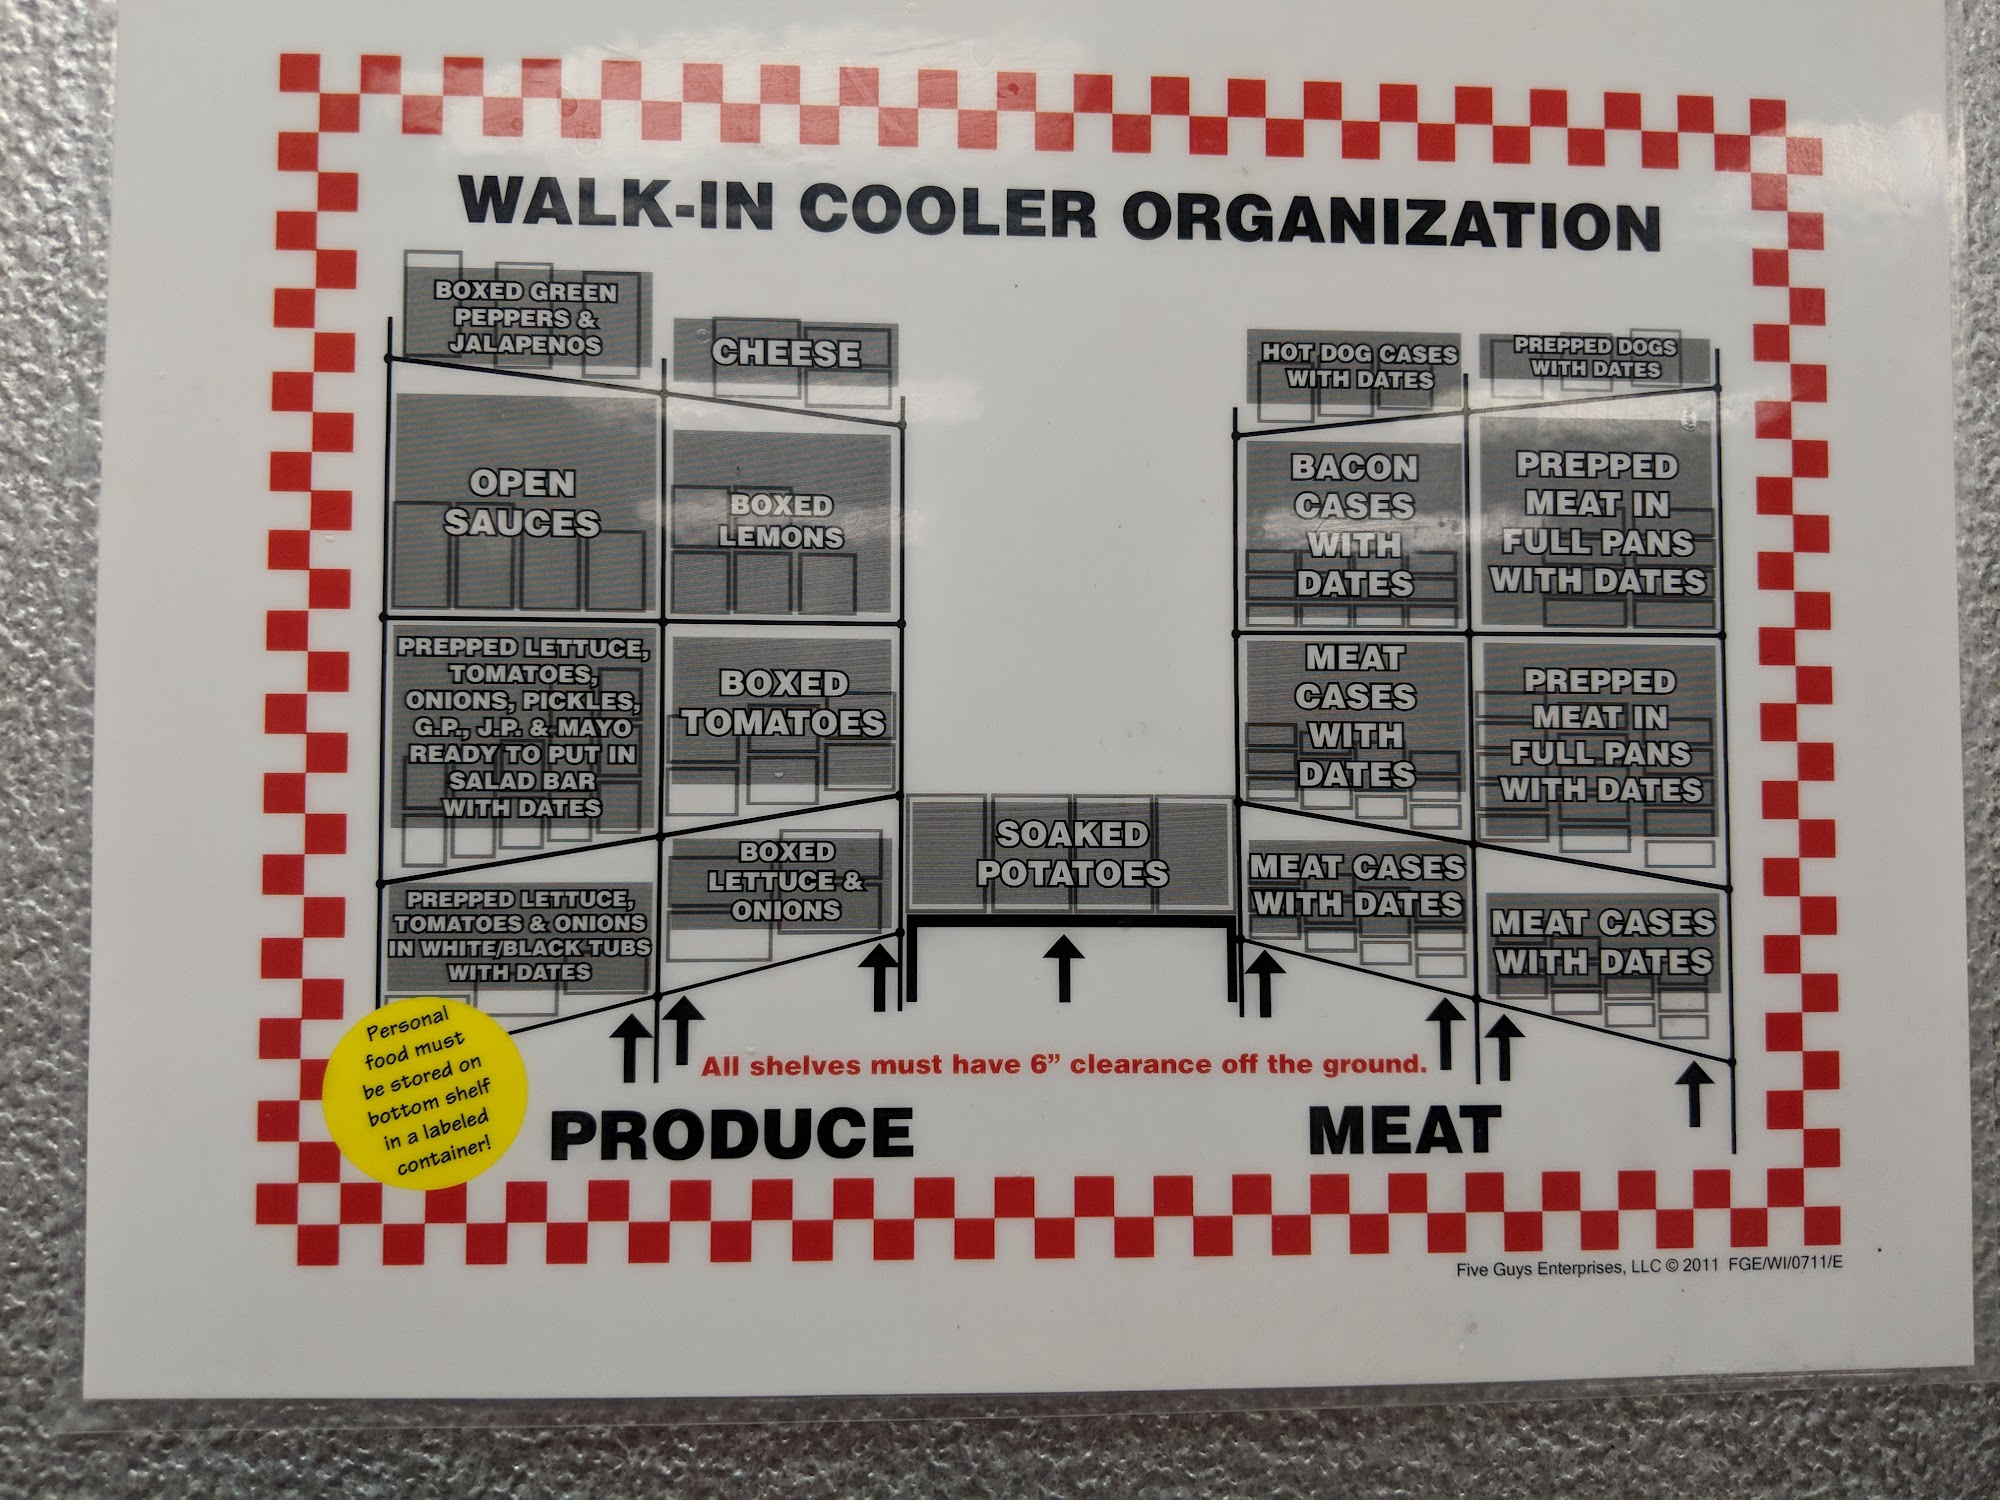 WALK-IN COOLER ORGANIZATION
BOXED GREEN
PEPPERS &
JALAPENOS
CHEESE
OPEN
SAUCES
BOXED
LEMONS
PREPPED LETTUCE,
TOMATOES,
ONIONS, PICKLES,
G.P., J.P. & MAYO
READY TO PUT IN
SALAD BAR
WITH DATES
BOXED
TOMATOES
PREPPED LETTUCE,
TOMATOES & ONIONS
IN WHITE/BLACK TUBS
WITH DATES
BOXED
LETTUCE &
ONIONS
SOAKED
POTATOES
HOT DOG CASES
WITH DATES
PREPPED DOGS
WITH DATES
BACON
CASES
WITH
DATES
PREPPED
MEAT IN
FULL PANS
WITH DATES
MEAT
CASES
WITH
DATES
PREPPED
MEAT IN
FULL PANS
WITH DATES
MEAT CASES
WITH DATES
MEAT CASES
WITH DATES
Personal
food must
be stored on
bottom shelf
in a labeled
container!
All shelves must have 6” clearance off the ground.
PRODUCE
MEAT
Five Guys Enterprises, LLC © 2011 FGE/WI/0711/E